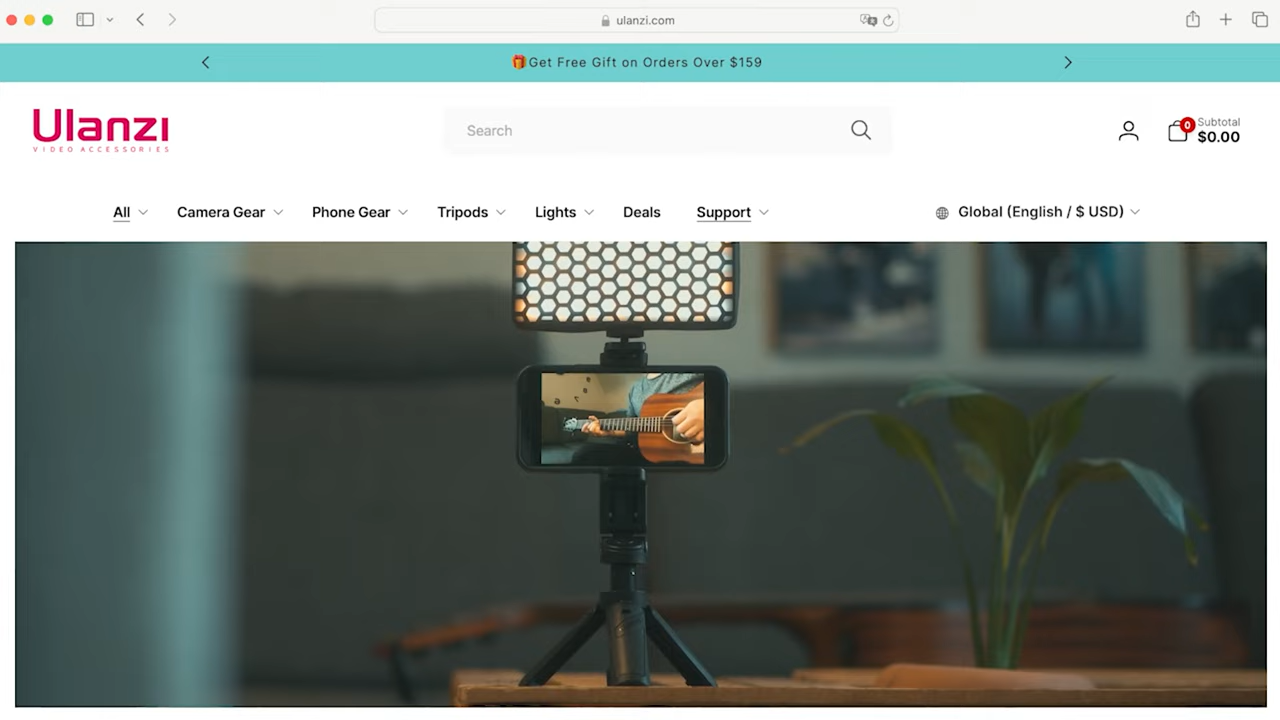 ulanzi.com
🎁Get Free Gift on Orders Over $159
Ulanzi
VIDEO ACCESSORIES
Search
0
Subtotal
$0.00
All
Camera Gear
Phone Gear
Tripods
Lights
Deals
Support
Global (English / $ USD)